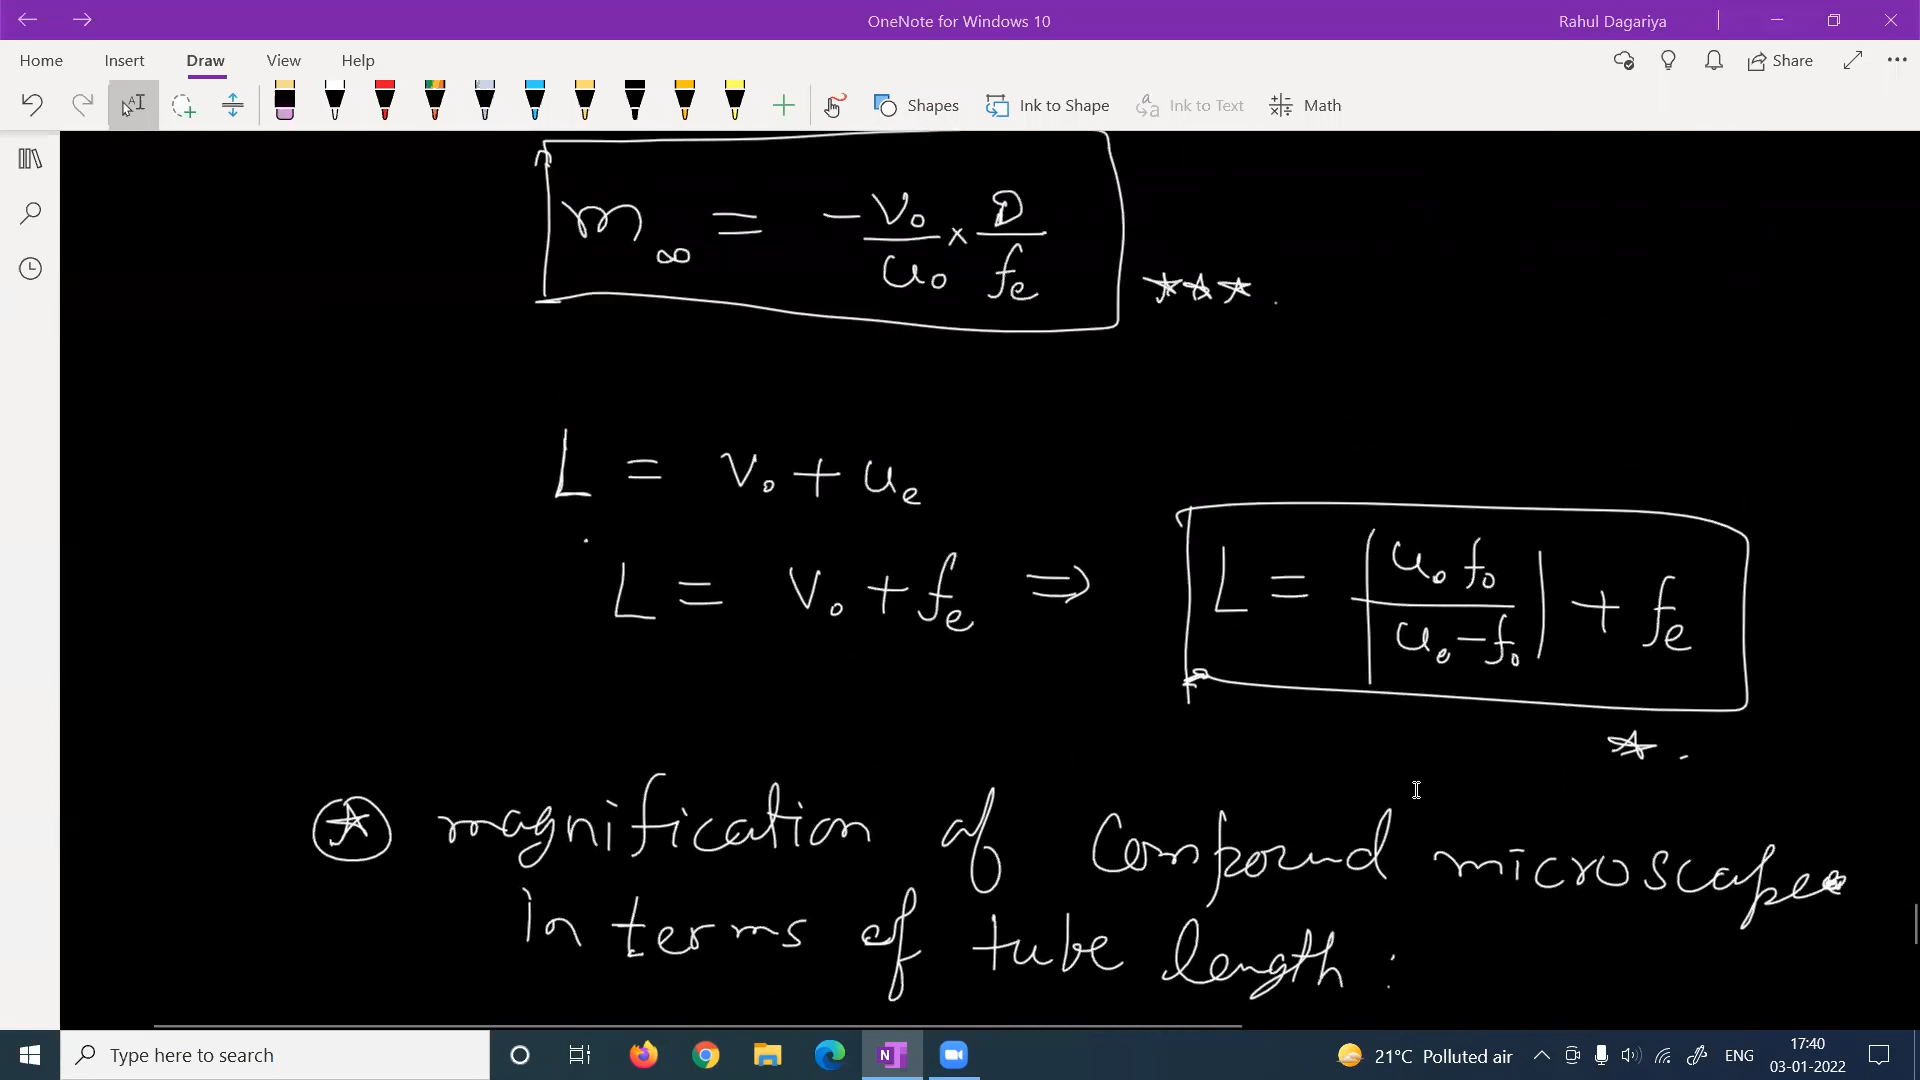 OneNote for Windows 10
Rahul Dagariya
Home Insert Draw View Help
Share
Shapes Ink to Shape Ink to Text Math
m∞ = - v₀/u₀ × D/fₑ
L = v₀ + uₑ
L = v₀ + fₑ ⇒ L = |u₀f₀/(u₀-f₀)| + fₑ
magnification of Compound microscope
In terms of tube length :
Type here to search
21°C Polluted air
ENG
17:40
03-01-2022